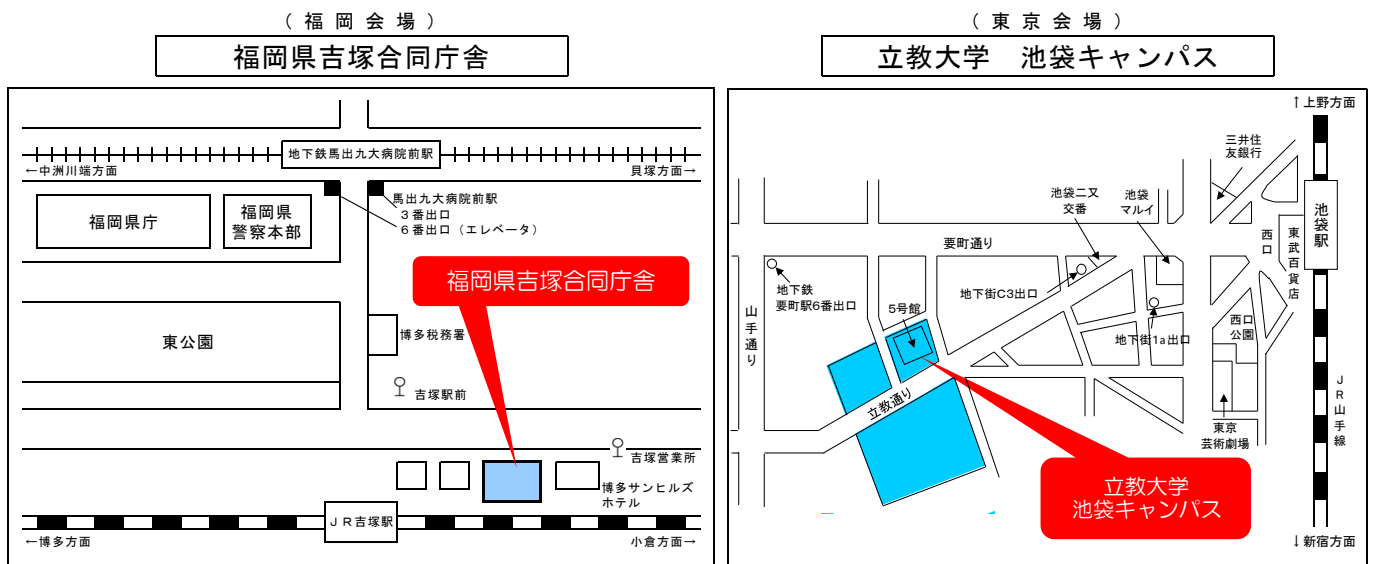 （福岡会場）
福岡県吉塚合同庁舎
地下鉄馬出九大病院前駅
←中洲川端方面
貝塚方面→
福岡県庁
福岡県
警察本部
馬出九大病院前駅
３番出口
６番出口（エレベータ）
福岡県吉塚合同庁舎
東公園
博多税務署
吉塚駅前
吉塚営業所
博多サンヒルズ
ホテル
ＪＲ吉塚駅
←博多方面
小倉方面→
（東京会場）
立教大学　池袋キャンパス
↑上野方面
三井住
友銀行
池袋二又
交番
池袋
マルイ
池袋駅
西口
東武百貨店
要町通り
地下鉄
要町駅6番出口
地下街C3出口
5号館
山手通り
地下街1a出口
西口
公園
立教通り
ＪＲ山手線
東京
芸術劇場
立教大学
池袋キャンパス
↓新宿方面